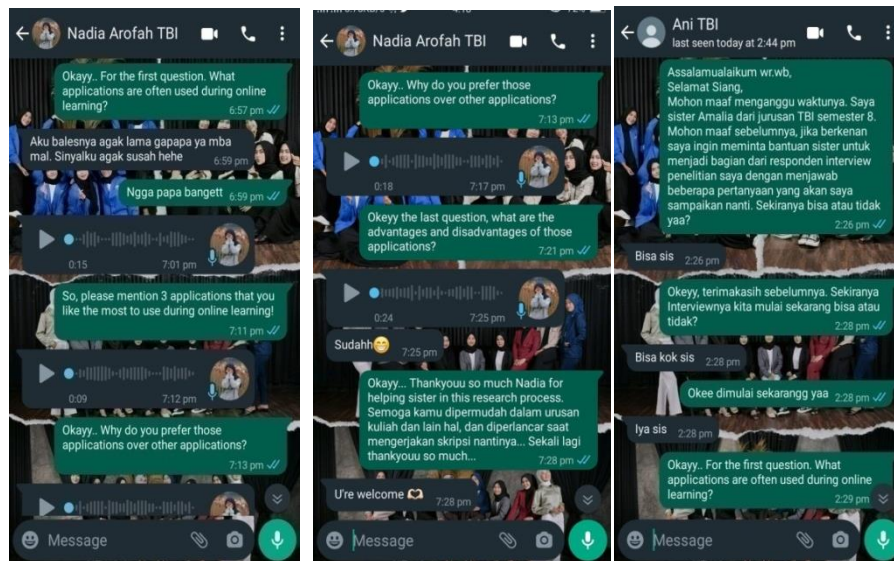 Nadia Arofah TBI
Okayy.. For the first question. What
applications are often used during online
learning?
6:57 pm
Aku balesnya agak lama gapapa ya mba
mal. Sinyalku agak susah hehe
6:59 pm
Ngga papa bangett 6:59 pm
0:15 7:01 pm
So, please mention 3 applications that you
like the most to use during online learning!
7:11 pm
0:09 7:12 pm
Okayy.. Why do you prefer those
applications over other applications?
7:13 pm
Message
Nadia Arofah TBI
Okayy.. Why do you prefer those
applications over other applications?
7:13 pm
0:18 7:17 pm
Okeyy the last question, what are the
advantages and disadvantages of those
applications?
7:21 pm
0:24 7:25 pm
Sudahh😁 7:25 pm
Okayy... Thankyouu so much Nadia for
helping sister in this research process.
Semoga kamu dipermudah dalam urusan
kuliah dan lain hal, dan diperlancar saat
mengerjakan skripsi nantinya... Sekali lagi
thankyouu so much...
7:28 pm
U're welcome 🫶 7:28 pm
Message
Ani TBI
last seen today at 2:44 pm
Assalamualaikum wr.wb,
Selamat Siang,
Mohon maaf menganggu waktunya. Saya
sister Amalia dari jurusan TBI semester 8.
Mohon maaf sebelumnya, jika berkenan
saya ingin meminta bantuan sister untuk
menjadi bagian dari responden interview
penelitian saya dengan menjawab
beberapa pertanyaan yang akan saya
sampaikan nanti. Sekiranya bisa atau tidak
yaa?
2:26 pm
Bisa sis 2:26 pm
Okeyy, terimakasih sebelumnya. Sekiranya
Interviewnya kita mulai sekarang bisa atau
tidak?
2:28 pm
Bisa kok sis 2:28 pm
Okee dimulai sekarangg yaa 2:28 pm
Iya sis 2:28 pm
Okayy.. For the first question. What
applications are often used during online
learning?
2:29 pm
Message